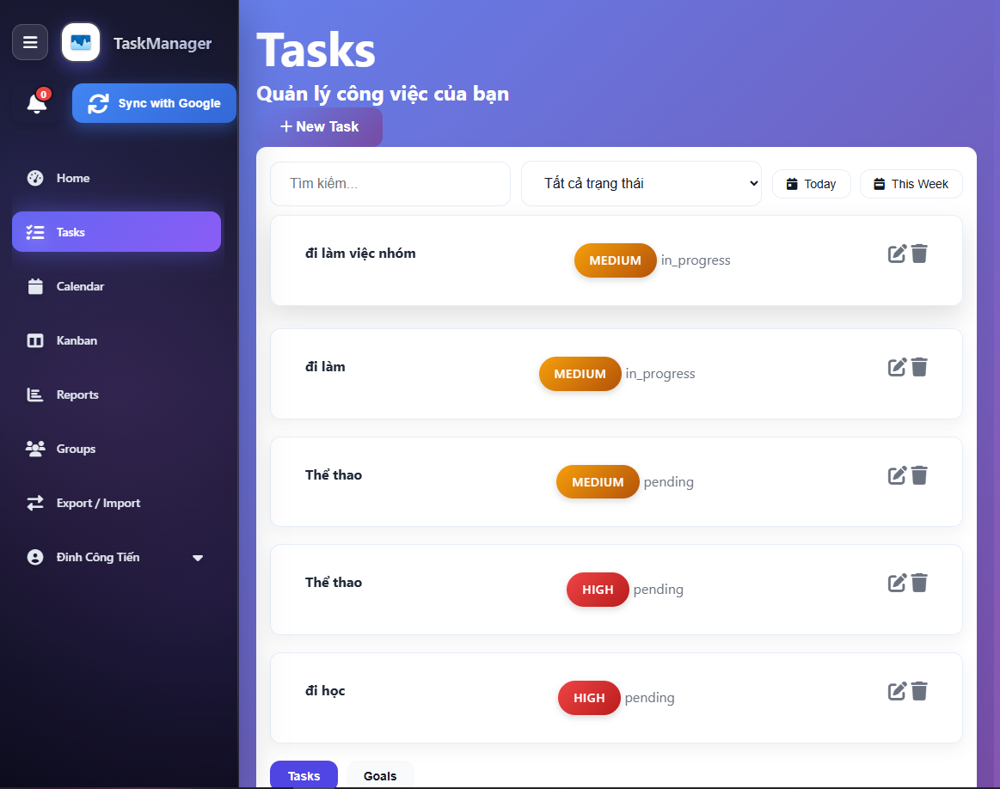 TaskManager
0
Sync with Google
Home
Tasks
Calendar
Kanban
Reports
Groups
Export / Import
Đinh Công Tiến
Tasks
Quản lý công việc của bạn
+ New Task
Tìm kiếm...
Tất cả trạng thái
Today
This Week
đi làm việc nhóm
MEDIUM in_progress
đi làm
MEDIUM in_progress
Thể thao
MEDIUM pending
Thể thao
HIGH pending
đi học
HIGH pending
Tasks
Goals